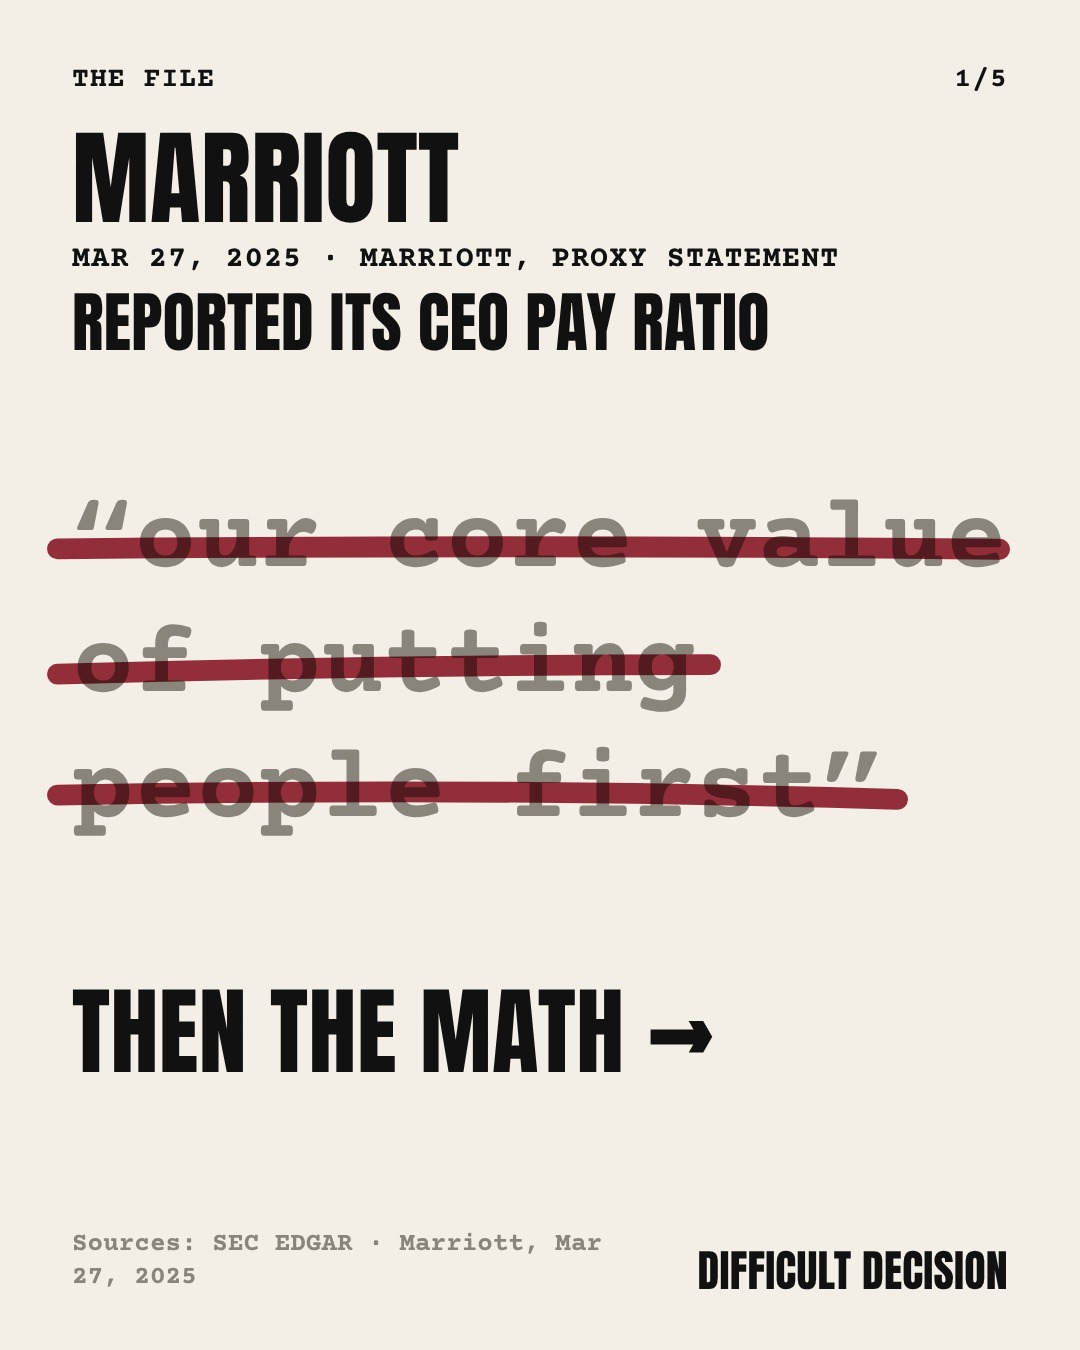 THE FILE
1/5
MARRIOTT
MAR 27, 2025 · MARRIOTT, PROXY STATEMENT
REPORTED ITS CEO PAY RATIO
“our core value
of putting
people first”
THEN THE MATH →
Sources: SEC EDGAR · Marriott, Mar
27, 2025
DIFFICULT DECISION